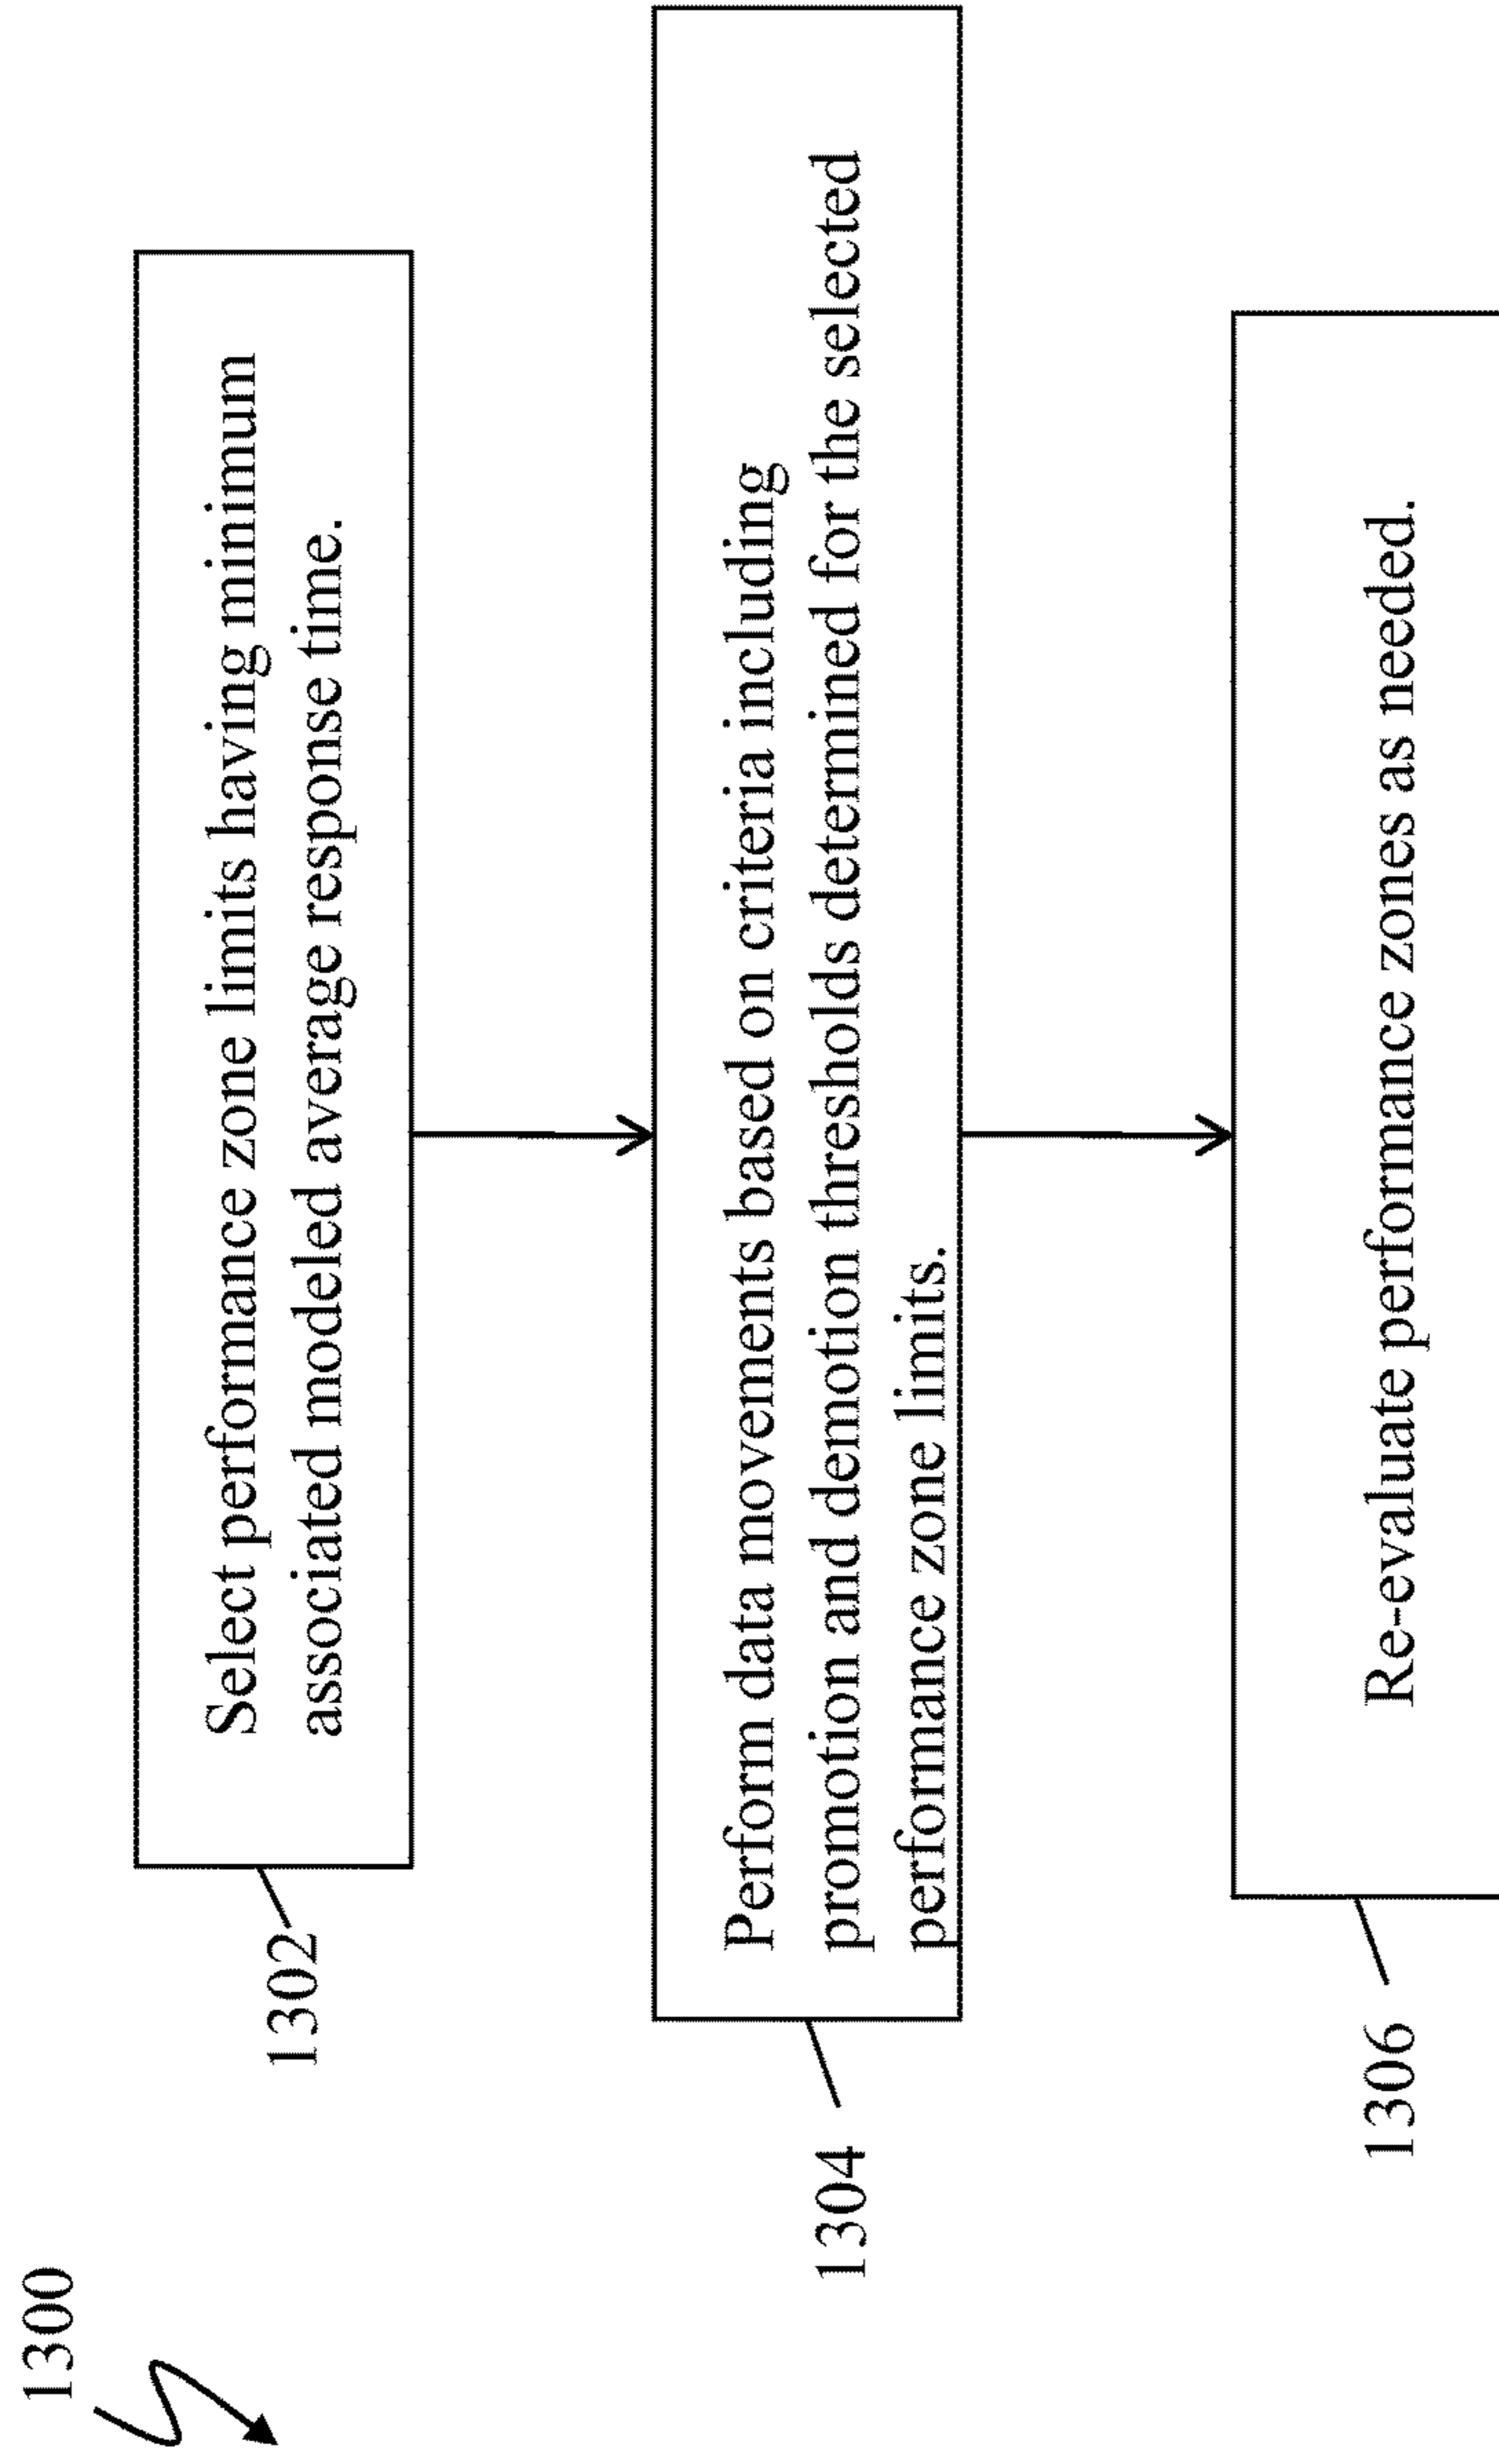 1300
1302
Select performance zone limits having minimum
associated modeled average response time.
1304
Perform data movements based on criteria including
promotion and demotion thresholds determined for the selected
performance zone limits.
1306
Re-evaluate performance zones as needed.